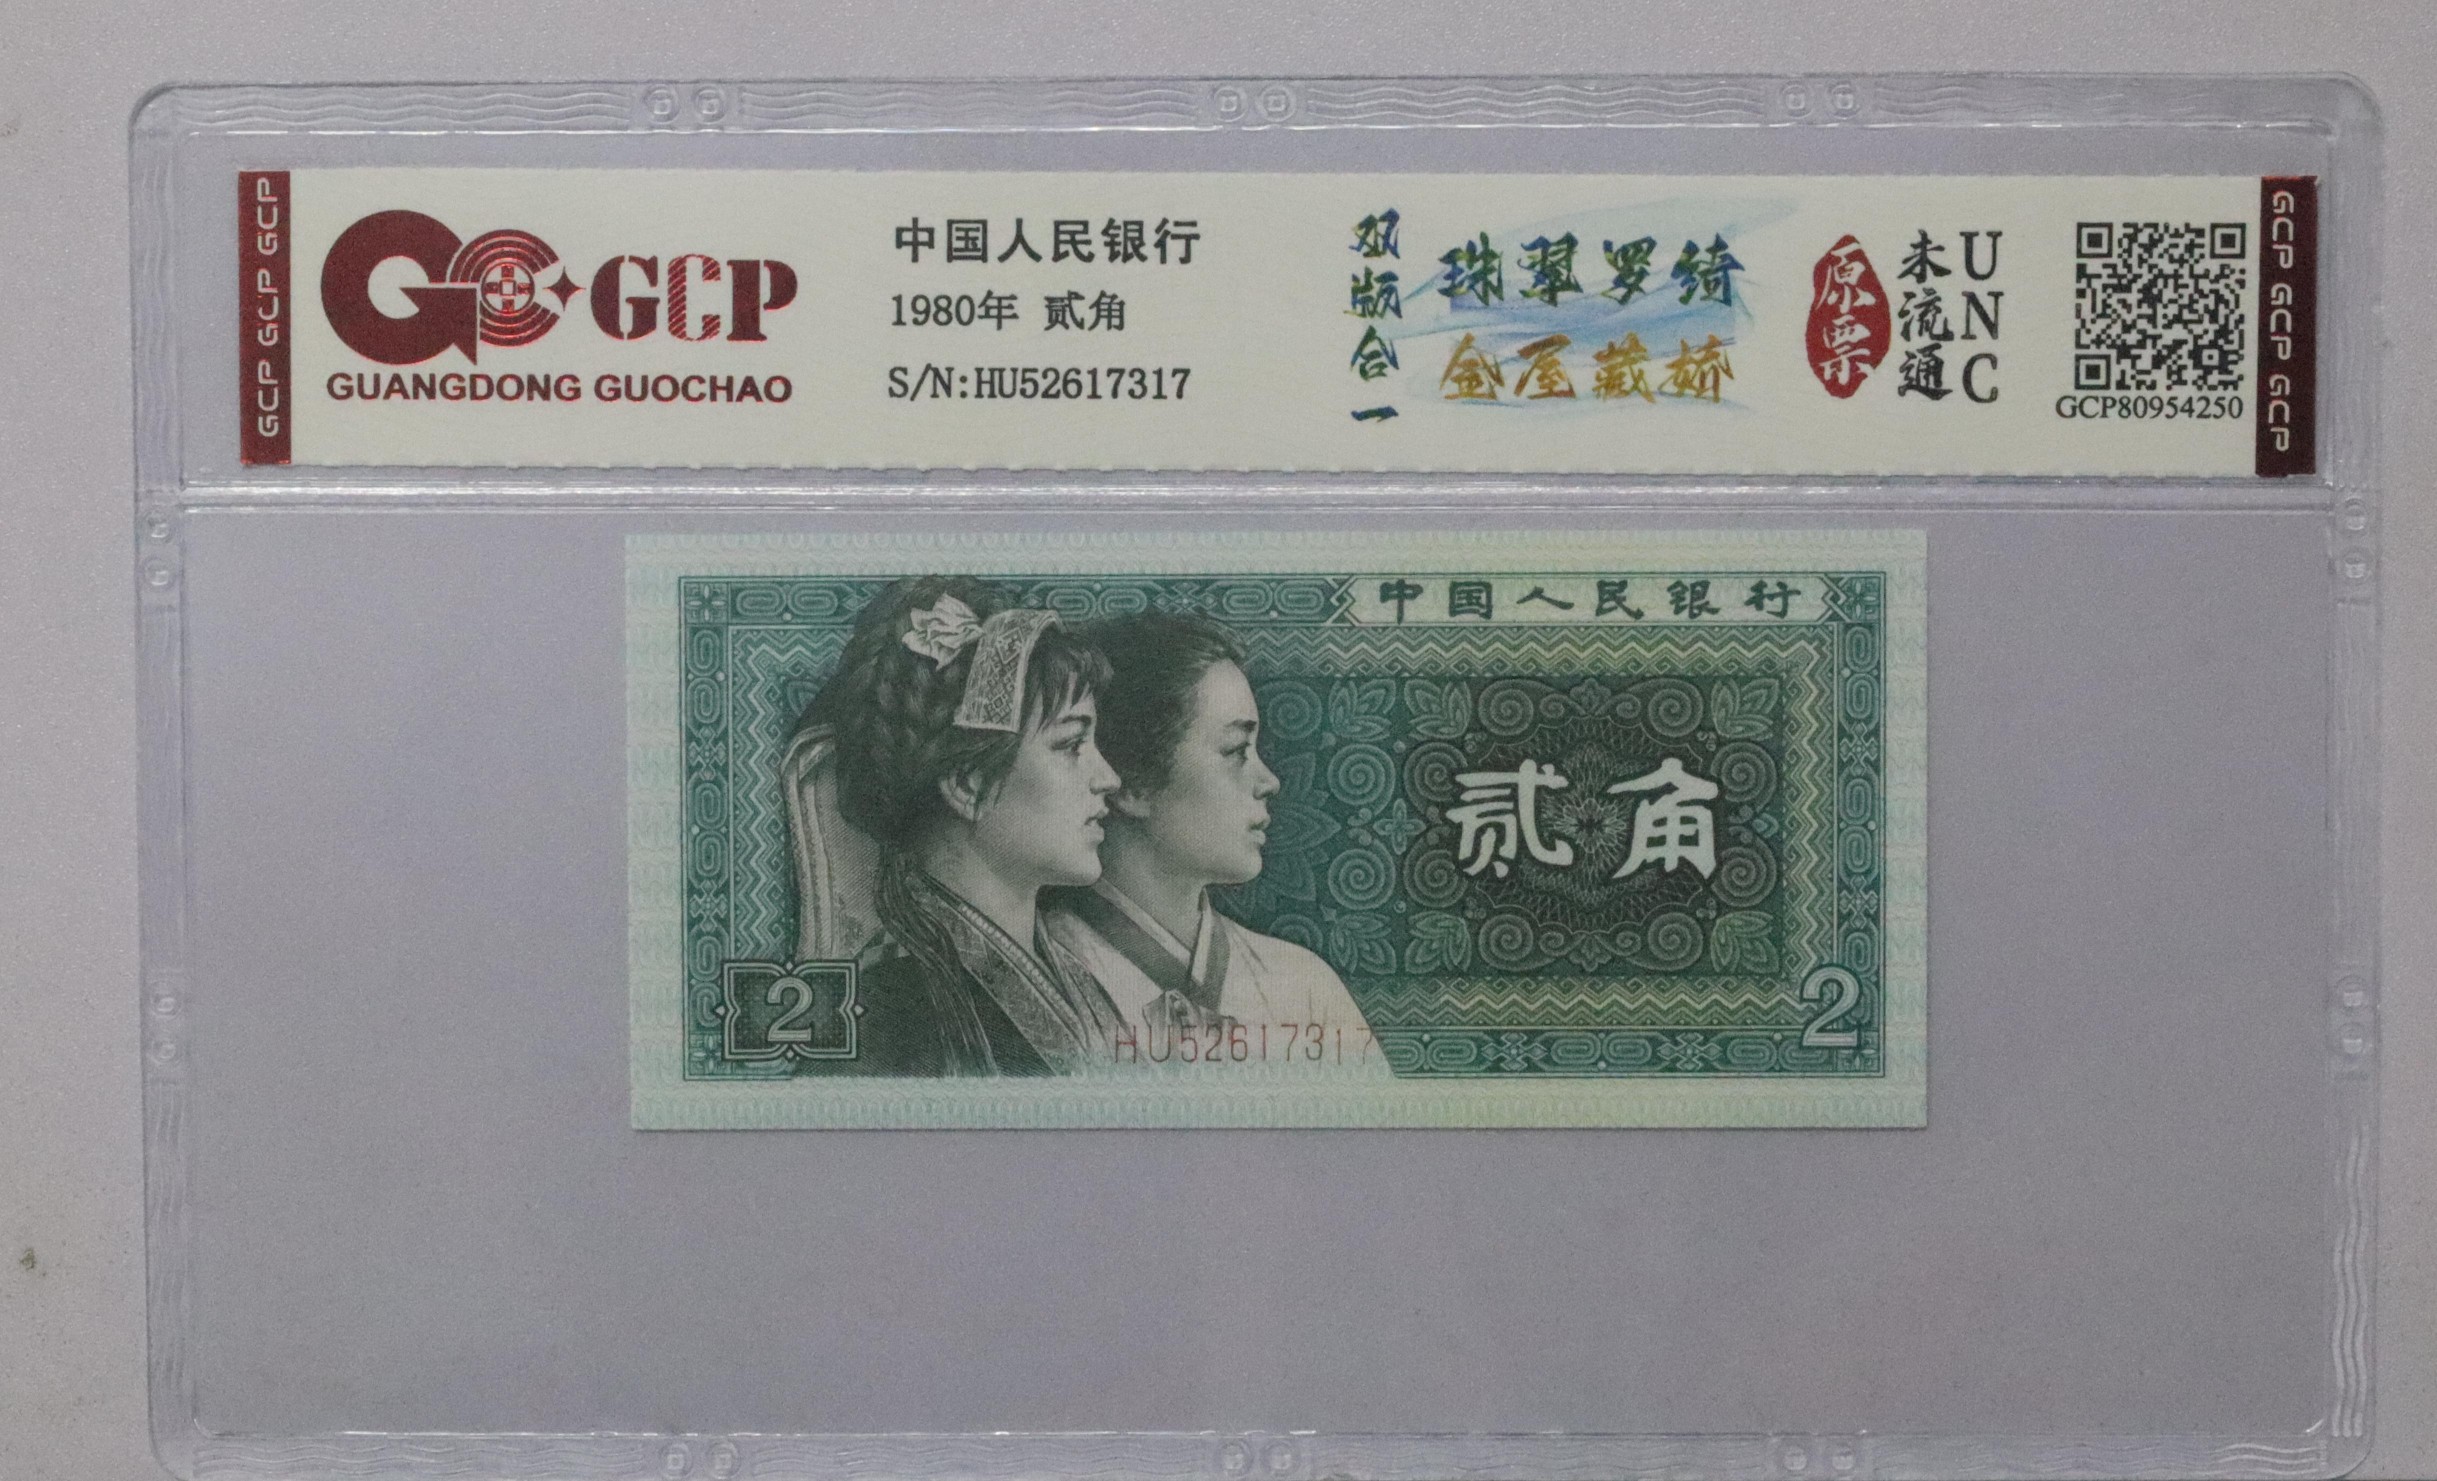 GCP GCP GCP
GCP
GUANGDONG GUOCHAO
中国人民银行
1980年 贰角
S/N:HU52617317
双版合一
珠翠罗绮
金屋藏娇
原票
未流通
UNC
GCP80954250
GCP GCP GCP
中国人民银行
贰角
2
HU52617317
2